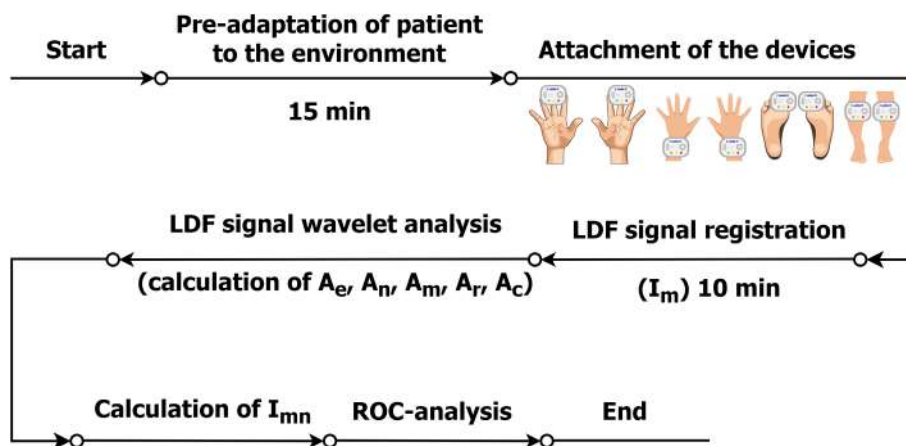 Start
Pre-adaptation of patient
to the environment
15 min
Attachment of the devices
LDF signal wavelet analysis
(calculation of Aₑ, Aₙ, Aₘ, Aᵣ, A_c)
LDF signal registration
(Iₘ) 10 min
Calculation of Iₘₙ
ROC-analysis
End